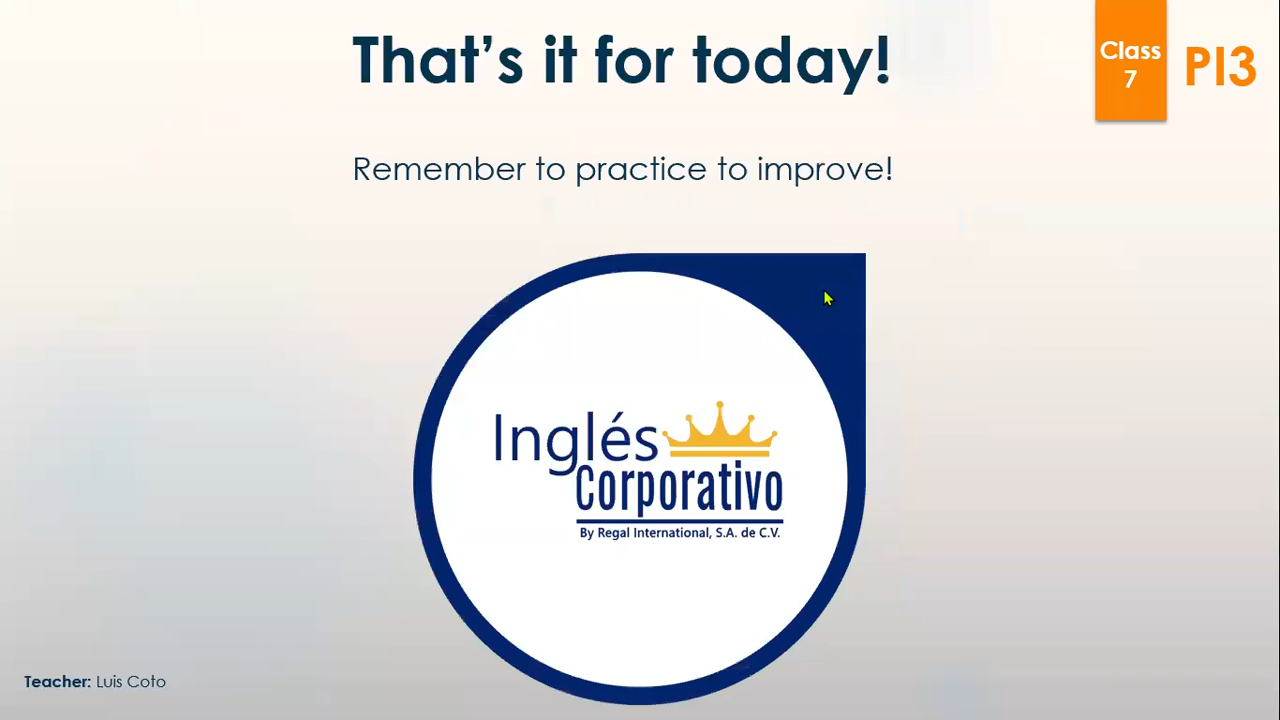 That's it for today!
Class
7
PI3
Remember to practice to improve!
Inglés
Corporativo
By Regal International, S.A. de C.V.
Teacher: Luis Coto